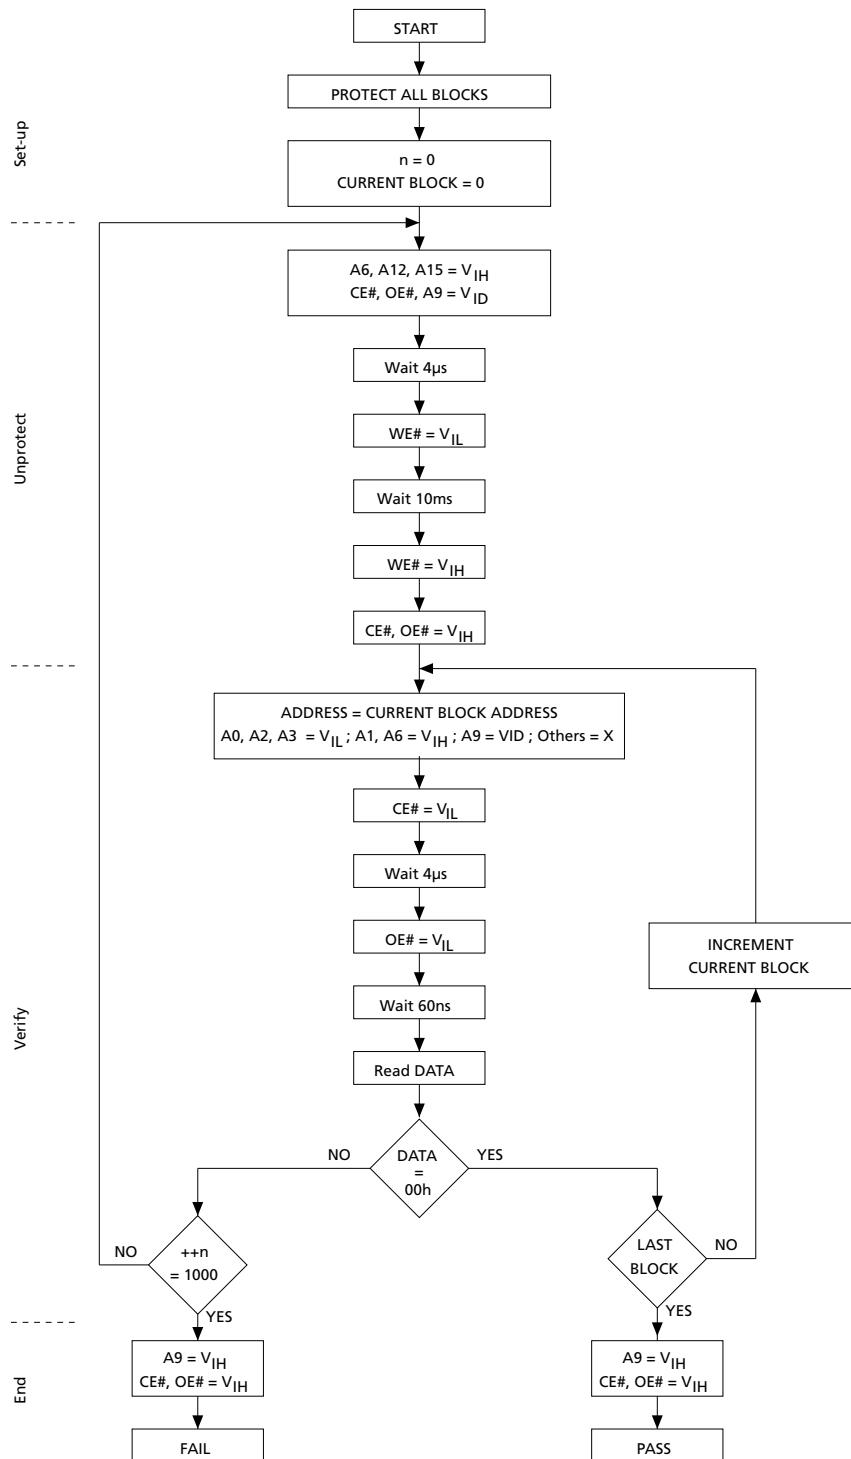 START
PROTECT ALL BLOCKS
Set-up
n = 0
CURRENT BLOCK = 0
A6, A12, A15 = VIH
CE#, OE#, A9 = VID
Wait 4µs
Unprotect
WE# = VIL
Wait 10ms
WE# = VIH
CE#, OE# = VIH
ADDRESS = CURRENT BLOCK ADDRESS
A0, A2, A3 = VIL ; A1, A6 = VIH ; A9 = VID ; Others = X
CE# = VIL
Wait 4µs
OE# = VIL
INCREMENT
CURRENT BLOCK
Wait 60ns
Verify
Read DATA
NO
DATA
=
00h
YES
NO
++n
= 1000
YES
LAST
BLOCK
NO
YES
End
A9 = VIH
CE#, OE# = VIH
A9 = VIH
CE#, OE# = VIH
FAIL
PASS